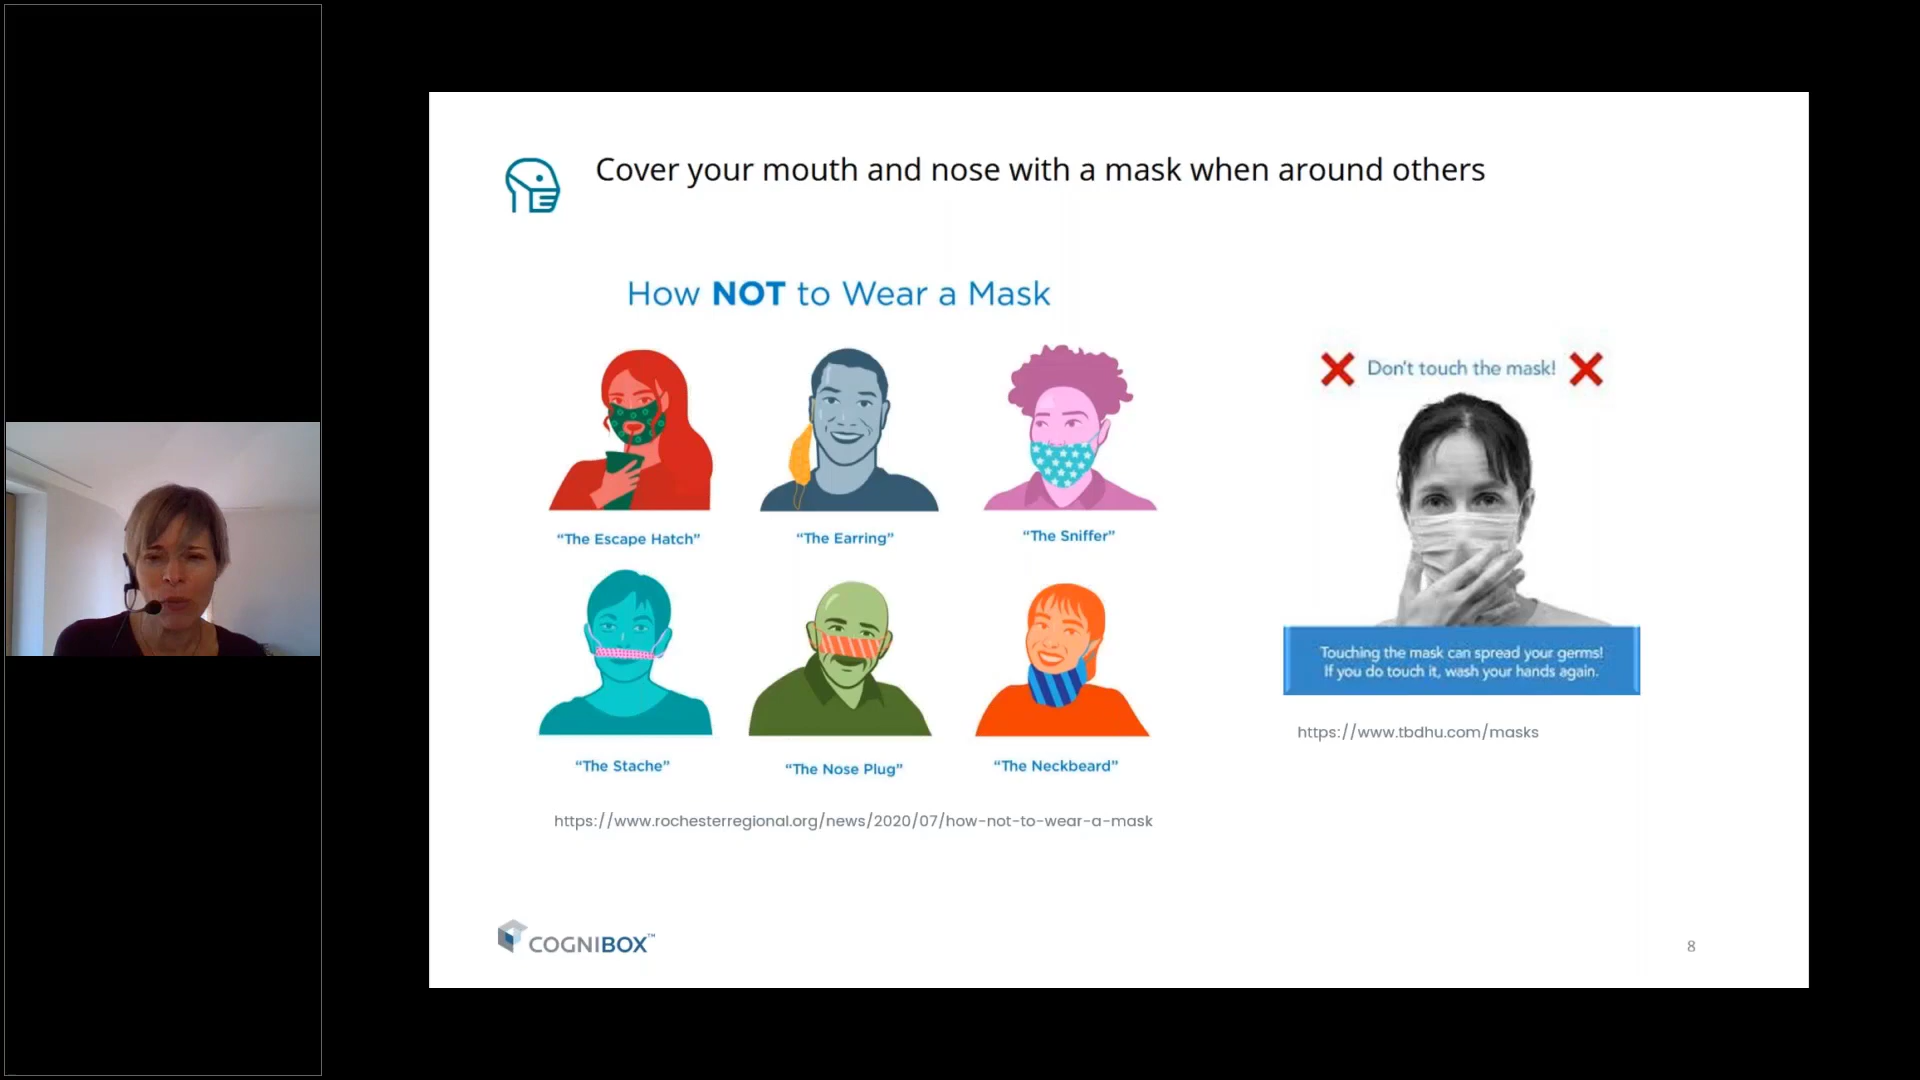 Cover your mouth and nose with a mask when around others
How NOT to Wear a Mask
“The Escape Hatch”
“The Earring”
“The Sniffer”
“The Stache”
“The Nose Plug”
“The Neckbeard”
https://www.rochesterregional.org/news/2020/07/how-not-to-wear-a-mask
Don't touch the mask!
Touching the mask can spread your germs!
If you do touch it, wash your hands again.
https://www.tbdhu.com/masks
COGNIBOX™
8